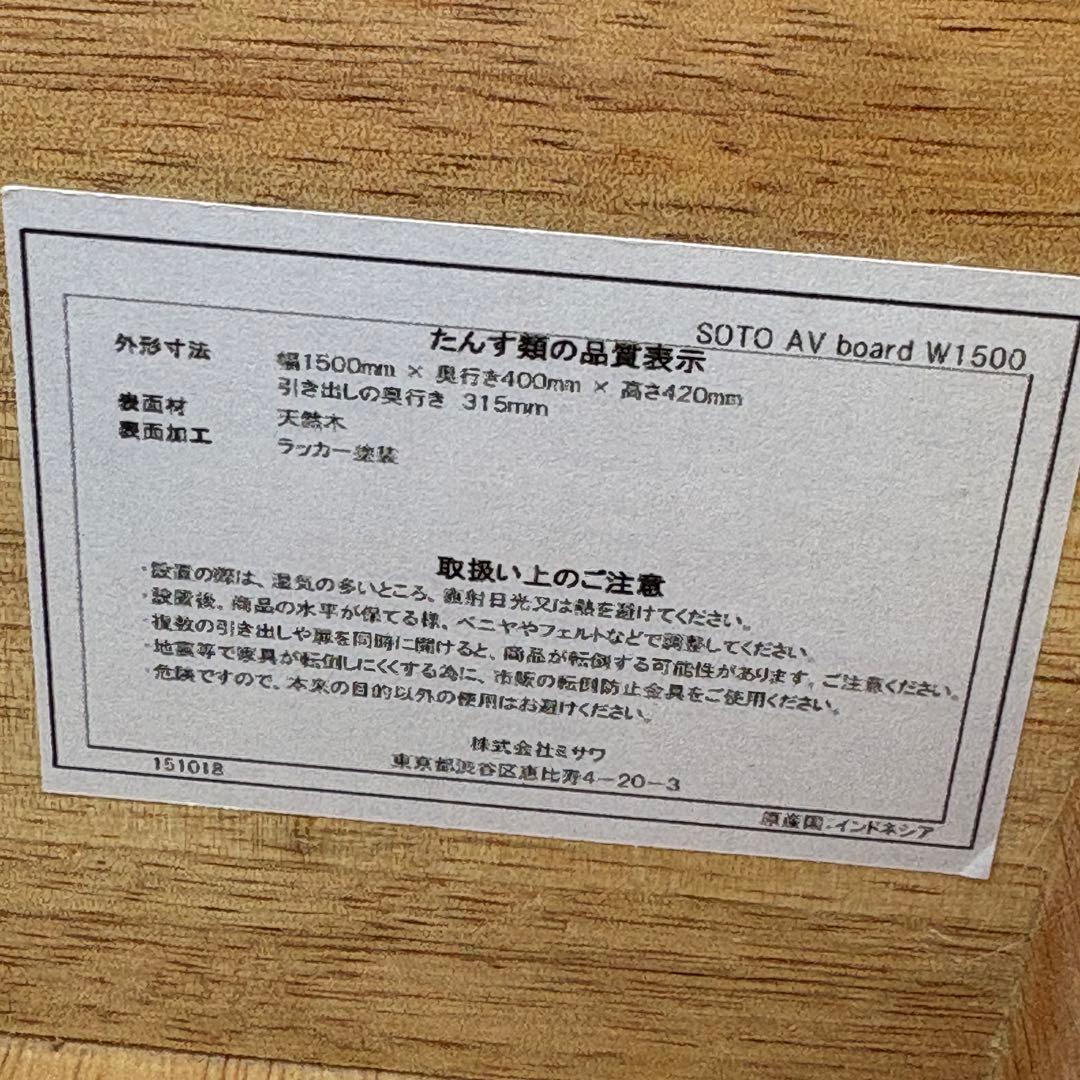 SOTO AV board W1500
たんす類の品質表示
外形寸法 幅1500mm × 奥行き400mm × 高さ420mm
引き出しの奥行き 315mm
表面材 天然木
表面加工 ラッカー塗装
取扱い上のご注意
・設置の際は、湿気の多いところ、直射日光又は熱を避けてください。
・設置後、商品の水平が保てる様、ベニヤやフェルトなどで調整してください。
・複数の引き出しや扉を同時に開けると、商品が転倒する可能性があります。ご注意ください。
・地震等で家具が転倒しにくくする為に、市販の転倒防止金具をご使用ください。
・危険ですので、本来の目的以外の使用はお避けください。
株式会社ミサワ
東京都渋谷区恵比寿4-20-3
151018
原産国:インドネシア